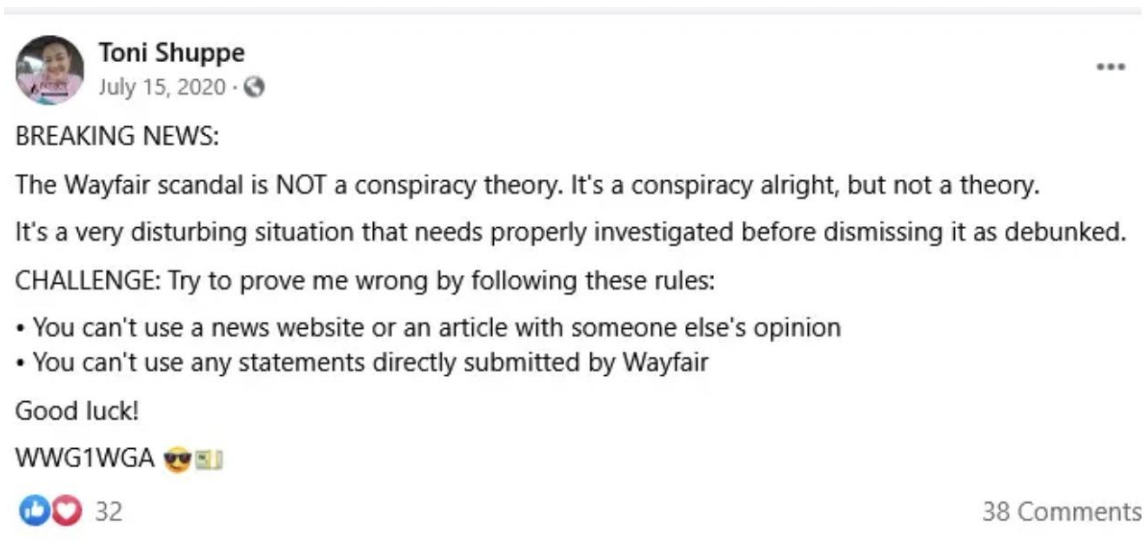 Toni Shuppe
July 15, 2020 ·
BREAKING NEWS:
The Wayfair scandal is NOT a conspiracy theory. It's a conspiracy alright, but not a theory.
It's a very disturbing situation that needs properly investigated before dismissing it as debunked.
CHALLENGE: Try to prove me wrong by following these rules:
• You can't use a news website or an article with someone else's opinion
• You can't use any statements directly submitted by Wayfair
Good luck!
WWG1WGA 😎💵
32
38 Comments